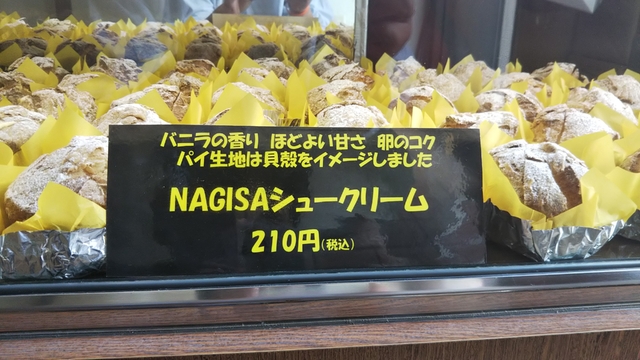 バニラの香り ほどよい甘さ 卵のコク
パイ生地は貝殻をイメージしました
NAGISAシュークリーム
210円(税込)